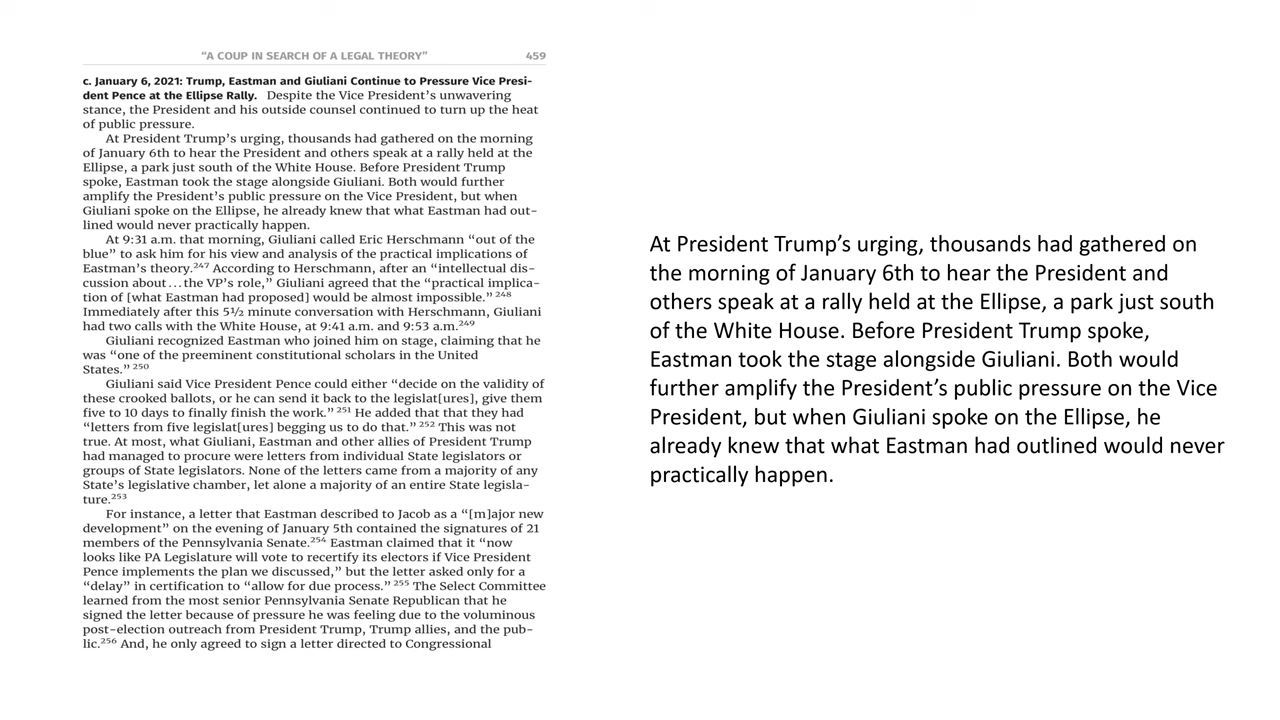 “A COUP IN SEARCH OF A LEGAL THEORY” 459
c. January 6, 2021: Trump, Eastman and Giuliani Continue to Pressure Vice Presi-
dent Pence at the Ellipse Rally. Despite the Vice President’s unwavering
stance, the President and his outside counsel continued to turn up the heat
of public pressure.
At President Trump’s urging, thousands had gathered on the morning
of January 6th to hear the President and others speak at a rally held at the
Ellipse, a park just south of the White House. Before President Trump
spoke, Eastman took the stage alongside Giuliani. Both would further
amplify the President’s public pressure on the Vice President, but when
Giuliani spoke on the Ellipse, he already knew that what Eastman had out-
lined would never practically happen.
At 9:31 a.m. that morning, Giuliani called Eric Herschmann “out of the
blue” to ask him for his view and analysis of the practical implications of
Eastman’s theory.247 According to Herschmann, after an “intellectual dis-
cussion about . . . the VP’s role,” Giuliani agreed that the “practical implica-
tion of [what Eastman had proposed] would be almost impossible.” 248
Immediately after this 5½ minute conversation with Herschmann, Giuliani
had two calls with the White House, at 9:41 a.m. and 9:53 a.m.249
Giuliani recognized Eastman who joined him on stage, claiming that he
was “one of the preeminent constitutional scholars in the United
States.” 250
Giuliani said Vice President Pence could either “decide on the validity of
these crooked ballots, or he can send it back to the legislat[ures], give them
five to 10 days to finally finish the work.” 251 He added that that they had
“letters from five legislat[ures] begging us to do that.” 252 This was not
true. At most, what Giuliani, Eastman and other allies of President Trump
had managed to procure were letters from individual State legislators or
groups of State legislators. None of the letters came from a majority of any
State’s legislative chamber, let alone a majority of an entire State legisla-
ture.253
For instance, a letter that Eastman described to Jacob as a “[m]ajor new
development” on the evening of January 5th contained the signatures of 21
members of the Pennsylvania Senate.254 Eastman claimed that it “now
looks like PA Legislature will vote to recertify its electors if Vice President
Pence implements the plan we discussed,” but the letter asked only for a
“delay” in certification to “allow for due process.” 255 The Select Committee
learned from the most senior Pennsylvania Senate Republican that he
signed the letter because of pressure he was feeling due to the voluminous
post-election outreach from President Trump, Trump allies, and the pub-
lic.256 And, he only agreed to sign a letter directed to Congressional
At President Trump’s urging, thousands had gathered on
the morning of January 6th to hear the President and
others speak at a rally held at the Ellipse, a park just south
of the White House. Before President Trump spoke,
Eastman took the stage alongside Giuliani. Both would
further amplify the President’s public pressure on the Vice
President, but when Giuliani spoke on the Ellipse, he
already knew that what Eastman had outlined would never
practically happen.